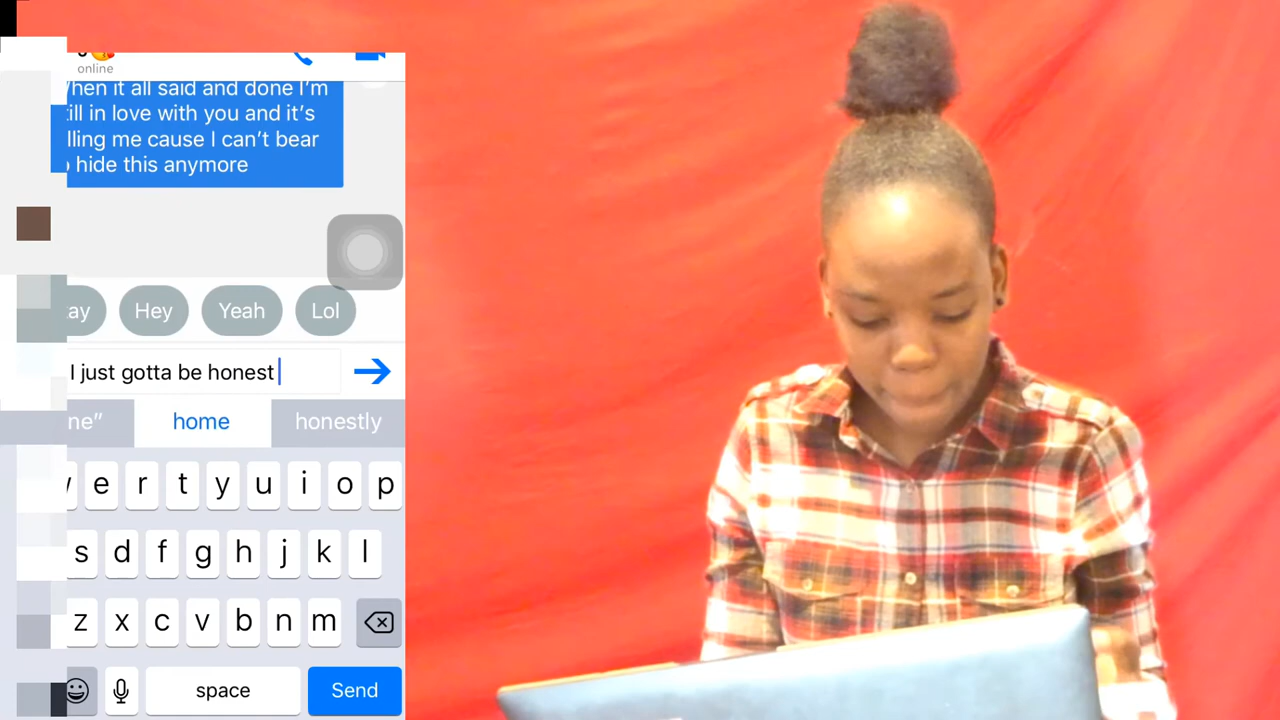 online
hen it all said and done I'm
ill in love with you and it's
lling me cause I can't bear
hide this anymore
ay Hey Yeah Lol
I just gotta be honest
ne” home honestly
e r t y u i o p
s d f g h j k l
z x c v b n m
space Send